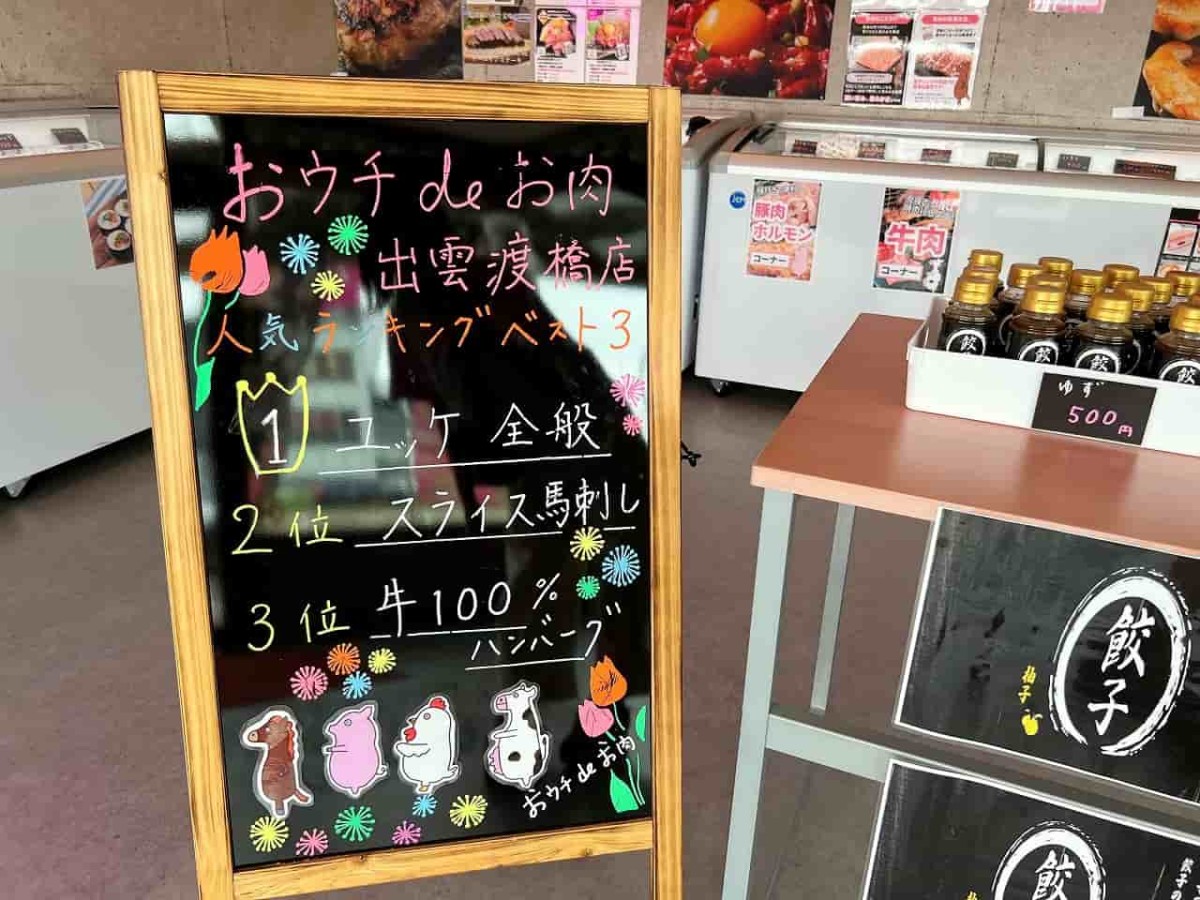 おウチdeお肉
出雲渡橋店
人気ランキングベスト3
1 ユッケ 全般
2位 スライス馬刺し
3位 牛100%
ハンバーグ
おウチdeお肉
豚肉
ホルモン
コーナー
牛肉
コーナー
餃
餃
餃
餃
ゆず
500円
餃子
柚子
餃